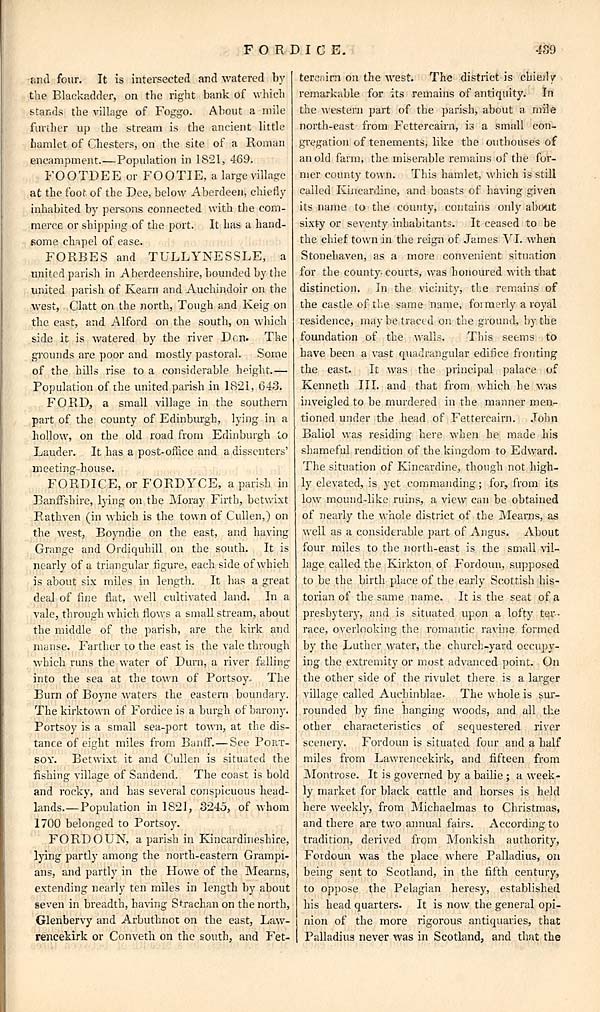 FORDICE. 439
and four. It is intersected and watered by
the Blackadder, on the right bank of which
stands the village of Foggo. About a mile
further up the stream is the ancient little
hamlet of Chesters, on the site of a Roman
encampment.—Population in 1821, 469.
FOOTDEE or FOOTIE, a large village
at the foot of the Dee, below Aberdeen, chiefly
inhabited by persons connected with the com-
merce or shipping of the port. It has a hand-
some chapel of ease.
FORBES and TULLYNESSLE, a
united parish in Aberdeenshire, bounded by the
united parish of Kearn and Auchindoir on the
west, Clatt on the north, Tough and Keig on
the east, and Alford on the south, on which
side it is watered by the river Don. The
grounds are poor and mostly pastoral. Some
of the hills rise to a considerable height.—
Population of the united parish in 1821, 643.
FORD, a small village in the southern
part of the county of Edinburgh, lying in a
hollow, on the old road from Edinburgh to
Lauder. It has a post-office and a dissenters'
meeting-house.
FORDICE, or FORDYCE, a parish in
Banffshire, lying on the Moray Firth, betwixt
Rathven (in which is the town of Cullen,) on
the west, Boyndie on the east, and having
Grange and Ordiquhill on the south. It is
nearly of a triangular figure, each side of which
is about six miles in length. It has a great
deal of fine flat, well cultivated land. In a
vale, through which flows a small stream, about
the middle of the parish, are the kirk and
manse. Farther to the east is the vale through
which runs the water of Durn, a river falling
into the sea at the town of Portsoy. The
Burn of Boyne waters the eastern boundary.
The kirktown of Fordice is a burgh of barony.
Portsoy is a small sea-port town, at the dis-
tance of eight miles from Banff.—See PORT-
SOY. Betwixt it and Cullen is situated the
fishing village of Sandend. The coast is bold
and rocky, and has several conspicuous head-
lands.—Population in 1821, 3245, of whom
1700 belonged to Portsoy.
FORDOUN, a parish in Kincardineshire,
lying partly among the north-eastern Grampi-
ans, and partly in the Howe of the Mearns,
extending nearly ten miles in length by about
seven in breadth, having Strachan on the north,
Glenbervy and Arbuthnot on the east, Law-
rencekirk or Conveth on the south, and Fet-
tercairn on the west. The district is chiefly
remarkable for its remains of antiquity. In
the western part of the parish, about a mile
north-east from Fettercairn, is a small con-
gregation of tenements, like the outhouses of
an old farm, the miserable remains of the for-
mer county town. This hamlet, which is still
called Kincardine, and boasts of having given
its name to the county, contains only about
sixty or seventy inhabitants. It ceased to be
the chief town in the reign of James VI. when
Stonehaven, as a more convenient situation
for the county courts, was honoured with that
distinction. In the vicinity, the remains of
the castle of the same name, formerly a royal
residence, may be traced on the ground, by the
foundation of the walls. This seems to
have been a vast quadrangular edifice fronting
the east. It was the principal palace of
Kenneth III. and that from which he was
inveigled to be murdered in the manner men-
tioned under the head of Fettercairn. John
Baliol was residing here when he made his
shameful rendition of the kingdom to Edward.
The situation of Kincardine, though not high-
ly elevated, is yet commanding; for, from its
low mound-like ruins, a view can be obtained
of nearly the whole district of the Mearns, as
well as a considerable part of Angus. About
four miles to the north-east is the small vil-
lage called the Kirkton of Fordoun, supposed
to be the birth place of the early Scottish his-
torian of the same name. It is the seat of a
presbytery, and is situated upon a lofty ter-
race, overlooking the romantic ravine formed
by the Luther water, the church-yard occupy-
ing the extremity or most advanced point. On
the other side of the rivulet there is a larger
village called Auchinblae. The whole is sur-
rounded by fine hanging woods, and all the
other characteristics of sequestered river
scenery. Fordoun is situated four and a half
miles from Lawrencekirk, and fifteen from
Montrose. It is governed by a bailie; a week-
ly market for black cattle and horses is held
here weekly, from Michaelmas to Christmas,
and there are two annual fairs. According to
tradition, derived from Monkish authority,
Fordoun was the place where Palladius, on
being sent to Scotland, in the fifth century,
to oppose the Pelagian heresy, established
his head quarters. It is now the general opi-
nion of the more rigorous antiquaries, that
Palladius never was in Scotland, and that the